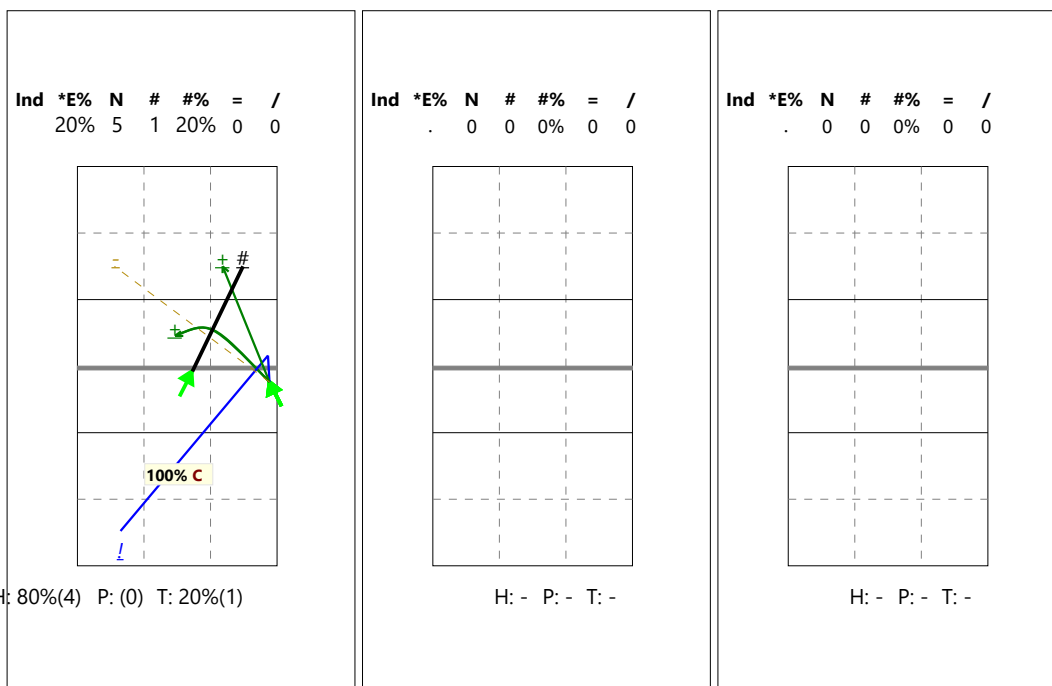 Ind *E% N # #% = /
20% 5 1 20% 0 0
-
+ #
+
100% C
!
H: 80%(4) P: (0) T: 20%(1)
Ind *E% N # #% = /
. 0 0 0% 0 0
H: - P: - T: -
Ind *E% N # #% = /
. 0 0 0% 0 0
H: - P: - T: -